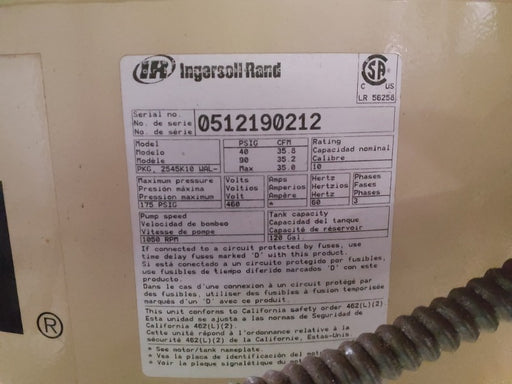 IR Ingersoll-Rand
CSA
C US
LR 56258
Serial no.
No. de serie
No. de série
0512190212
Model
Modelo
Modèle
PKG, 2545K10 WAL-
PSIG CFM
40 35.8
90 35.2
Max 35.0
Rating
Capacidad nominal
Calibre
10
Maximum pressure
Presión máxima
Pression maximum
175 PSIG
Volts
Voltios
Volt
460
Amps
Amperios
Ampère
*
Hertz
Hertzios
Hertz
60
Phases
Fases
Phases
3
Pump speed
Velocidad de bombeo
Vitesse de pompe
1050 RPM
Tank capacity
Capacidad del tanque
Capacité de réservoir
120 Gal
If connected to a circuit protected by fuses, use
time delay fuses marked 'D' with this product.
Si está conectado a un circuito protegido por fusibles,
use fusibles de tiempo diferido marcados 'D' con este
producto
Dans le cas d'une connexion à un circuit protégé par
des fusibles, utiliser des fusibles à fusion temporisée
marqués d'un 'D' avec ce produit.
This unit conforms to California safety order 462(L)(2)
Esta unidad se ajusta a las normas de Seguridad de
California 462(L)(2).
Cette unité répond à l'ordonnance relative à la
sécurité 462(L)(2) de la Californie, Estas-Unis
* See motor/tank nameplate.
* Vea la placa de identificación del mot
* Voir la plaque signalétique du mot
®